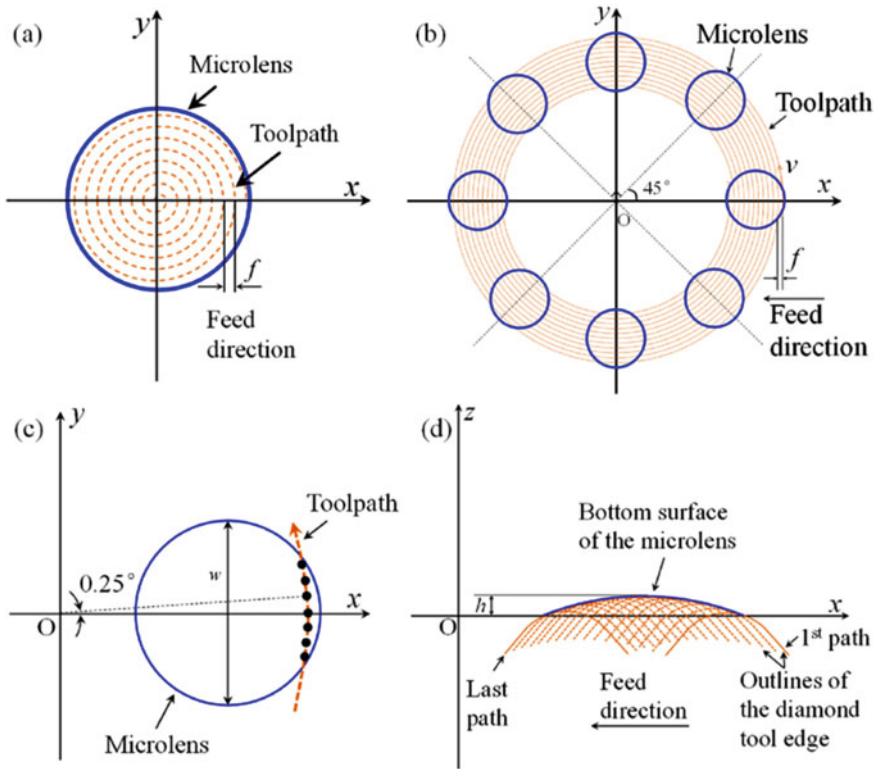 (a)
y
Microlens
Toolpath
x
f
Feed
direction
(b)
y
Microlens
Toolpath
v
45°
x
O
f
Feed
direction
(c)
y
Toolpath
w
0.25°
x
O
Microlens
(d)
z
Bottom surface
of the microlens
h
x
O
1st path
Last
path
Feed
direction
Outlines of
the diamond
tool edge